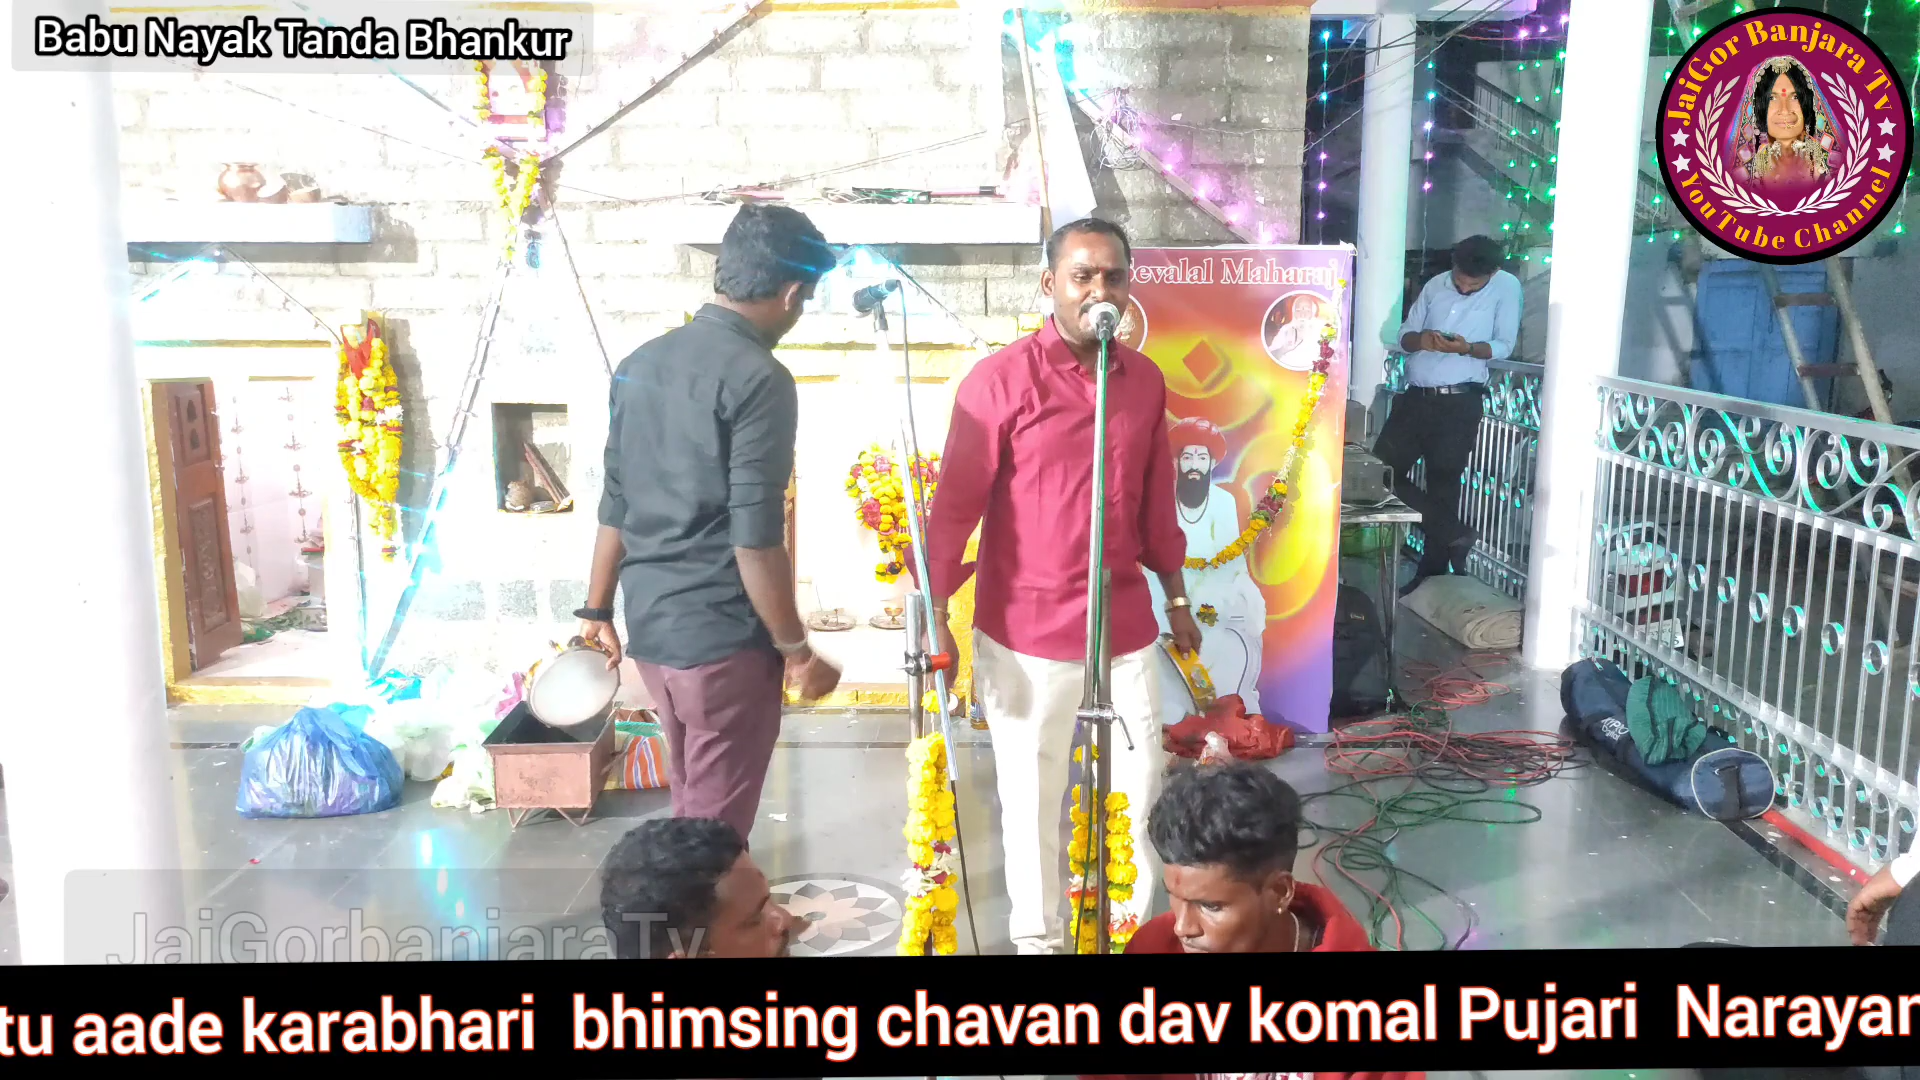 Babu Nayak Tanda Bhankur
JaiGor Banjara Tv
YouTube Channel
Sevalal Maharaj
JaiGorbanjaraTv
tu aade karabhari bhimsing chavan dav komal Pujari Narayan